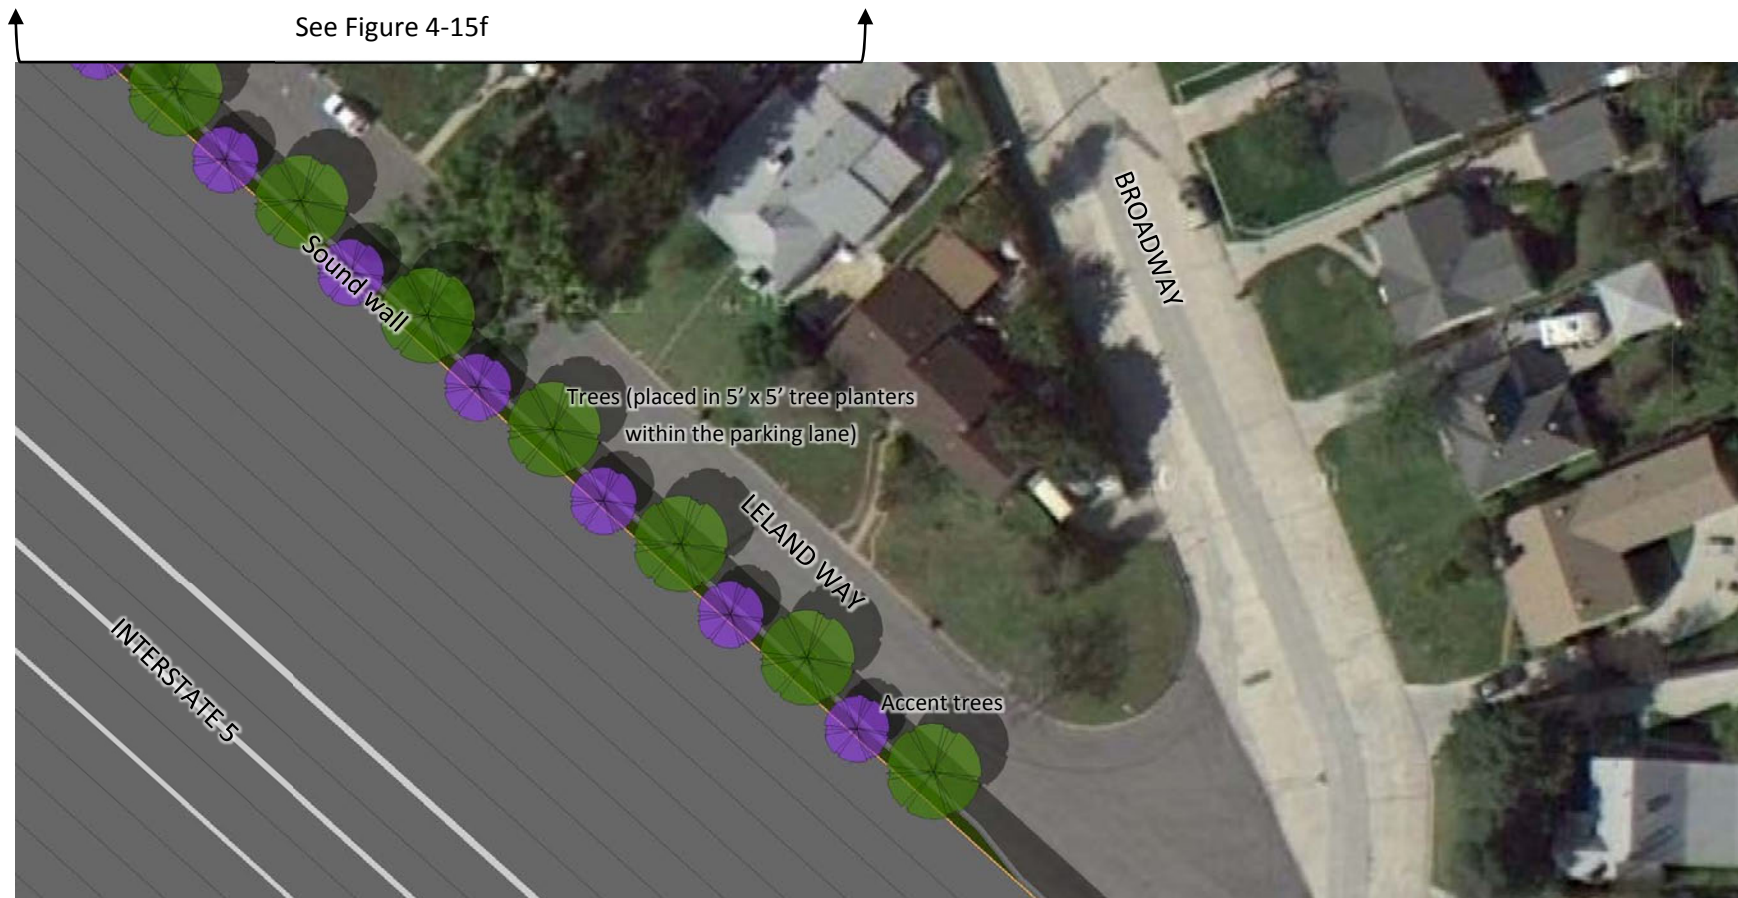 See Figure 4-15f
BROADWAY
Sound wall
Trees (placed in 5’ x 5’ tree planters
within the parking lane)
LELAND WAY
INTERSTATE 5
Accent trees